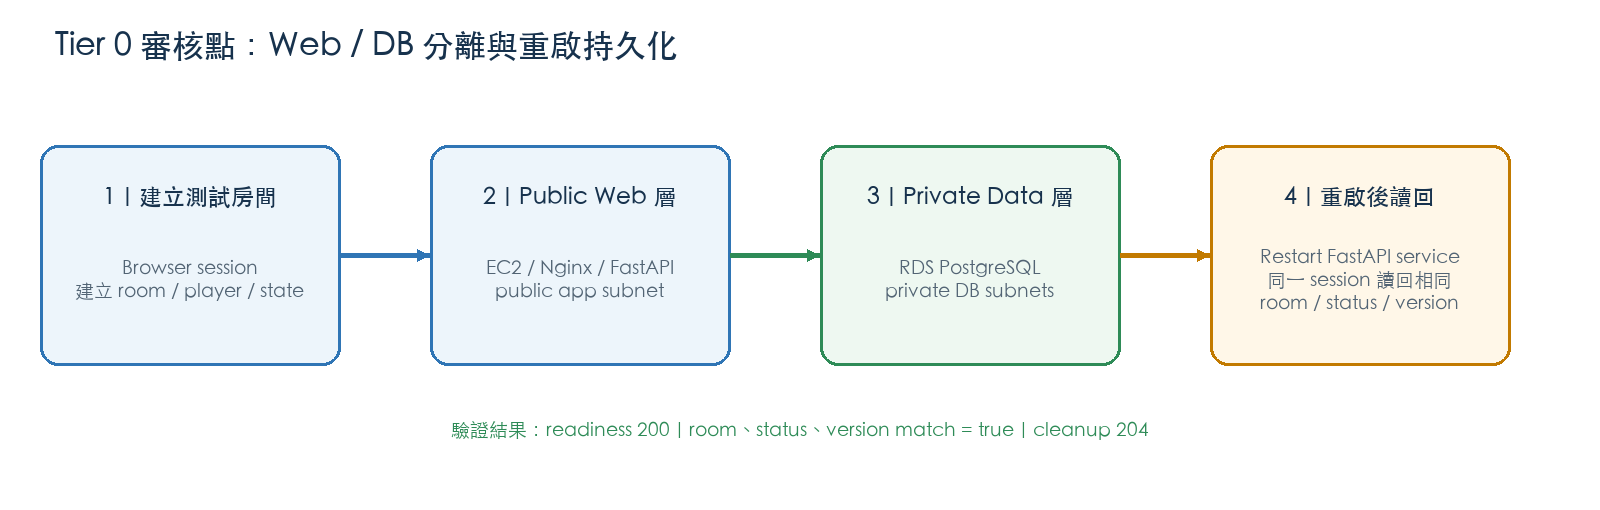 Tier 0 審核點：Web / DB 分離與重啟持久化
1 | 建立測試房間
Browser session
建立 room / player / state
2 | Public Web 層
EC2 / Nginx / FastAPI
public app subnet
3 | Private Data 層
RDS PostgreSQL
private DB subnets
4 | 重啟後讀回
Restart FastAPI service
同一 session 讀回相同
room / status / version
驗證結果：readiness 200 | room、status、version match = true | cleanup 204